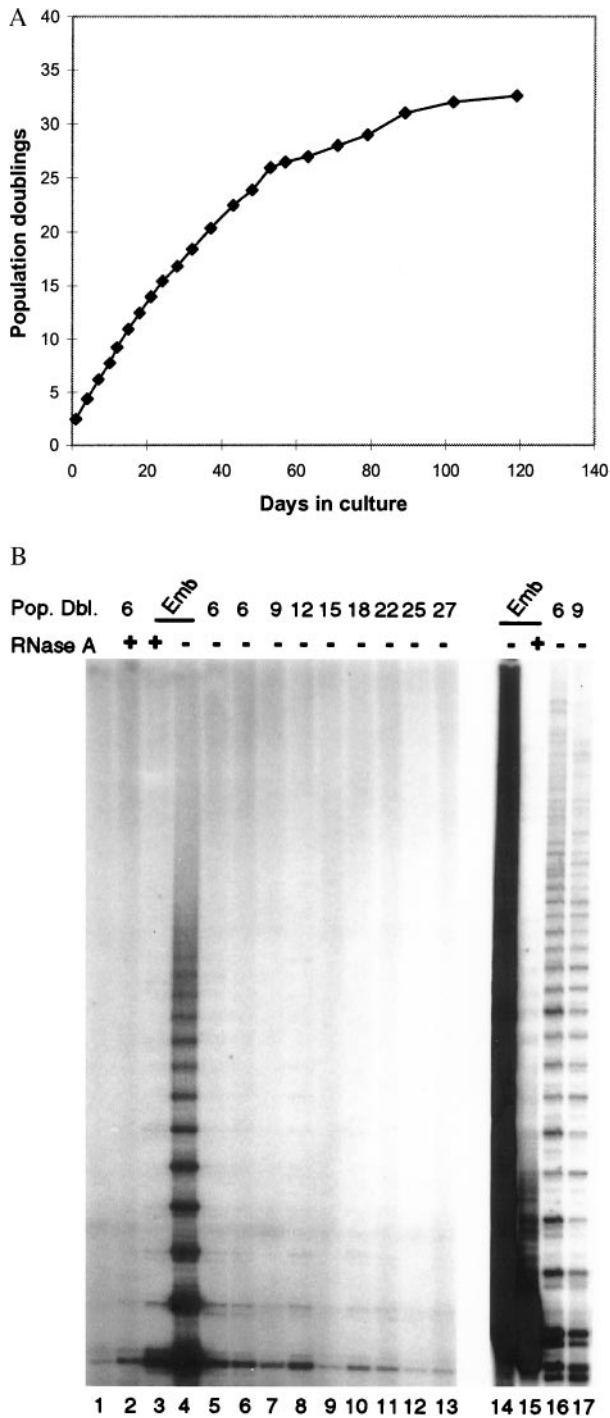 A
40
35
30
25
20
15
10
5
0
Population doublings
0 20 40 60 80 100 120 140
Days in culture
B
Emb Emb
Pop. Dbl. 6 6 6 9 12 15 18 22 25 27 6 9
RNase A + + - - - - - - - - - - - + - -
1 2 3 4 5 6 7 8 9 10 11 12 13 14 15 16 17